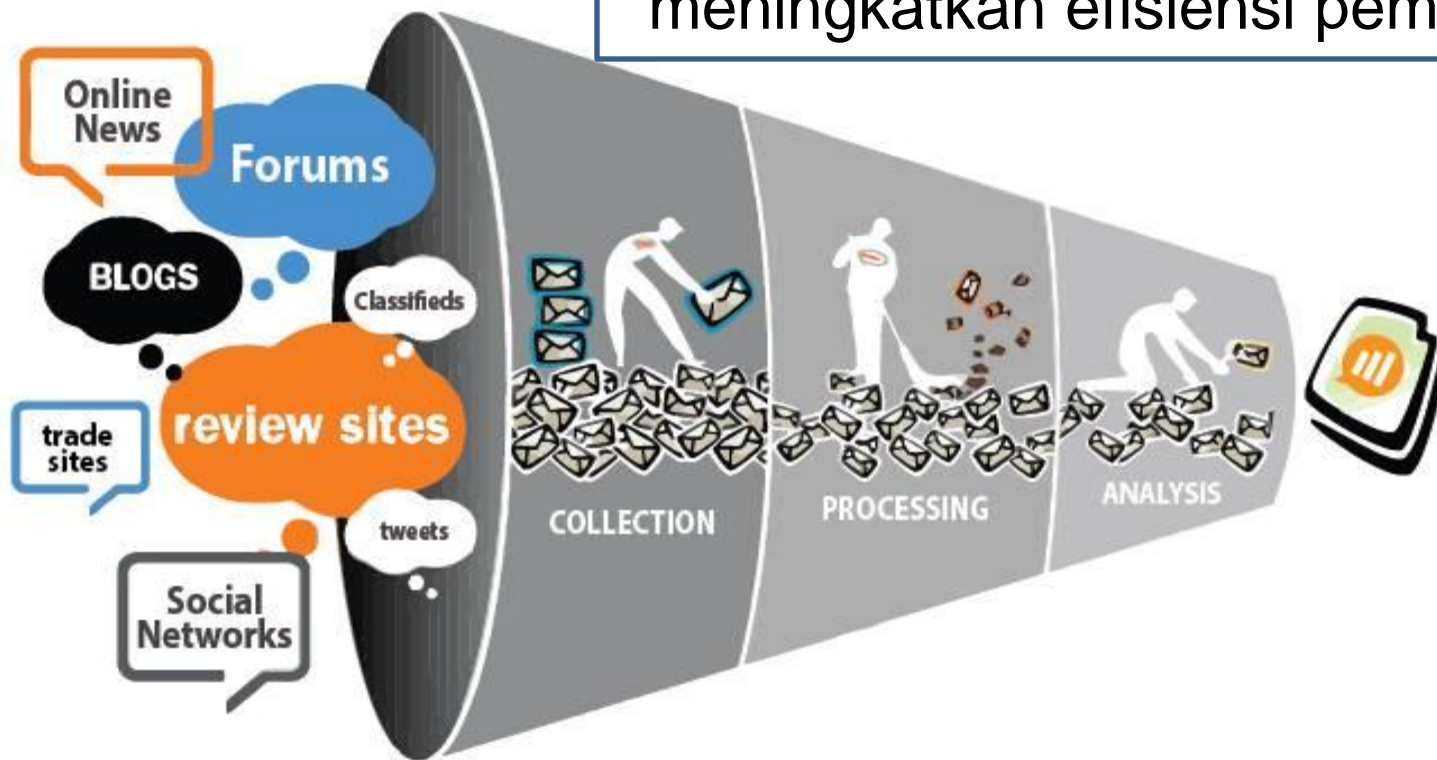 meningkatkan efisiensi pem
Online
News
Forums
BLOGS
Classifieds
review sites
trade
sites
tweets
Social
Networks
COLLECTION
PROCESSING
ANALYSIS